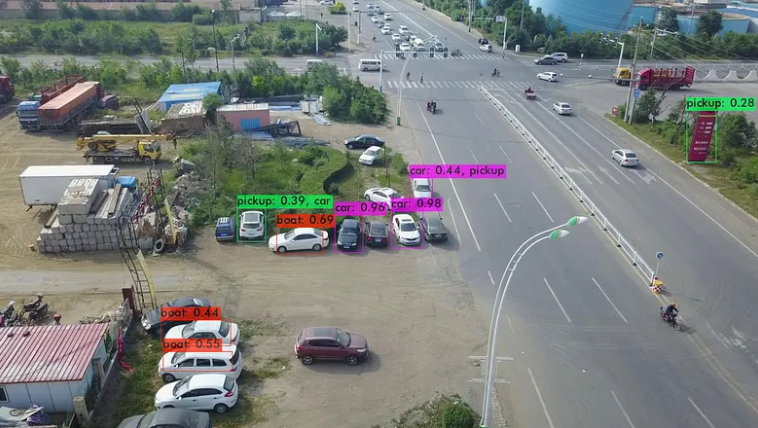 pickup: 0.28
car: 0.44, pickup
pickup: 0.39, car
car: 0.96
car: 0.98
boat: 0.69
boat: 0.44
boat: 0.55